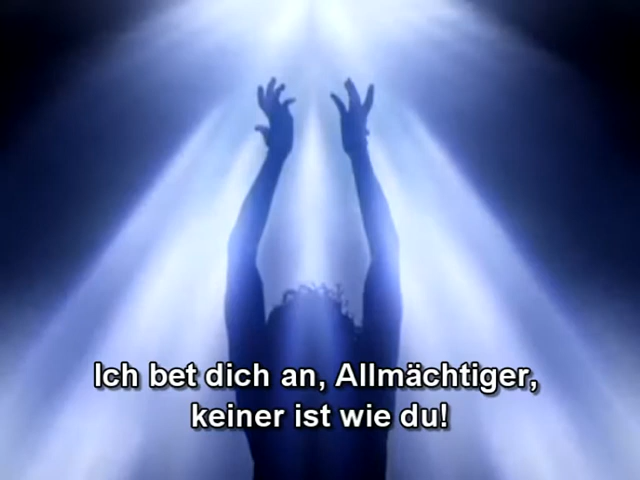 Ich bet dich an, Allmächtiger,
keiner ist wie du!